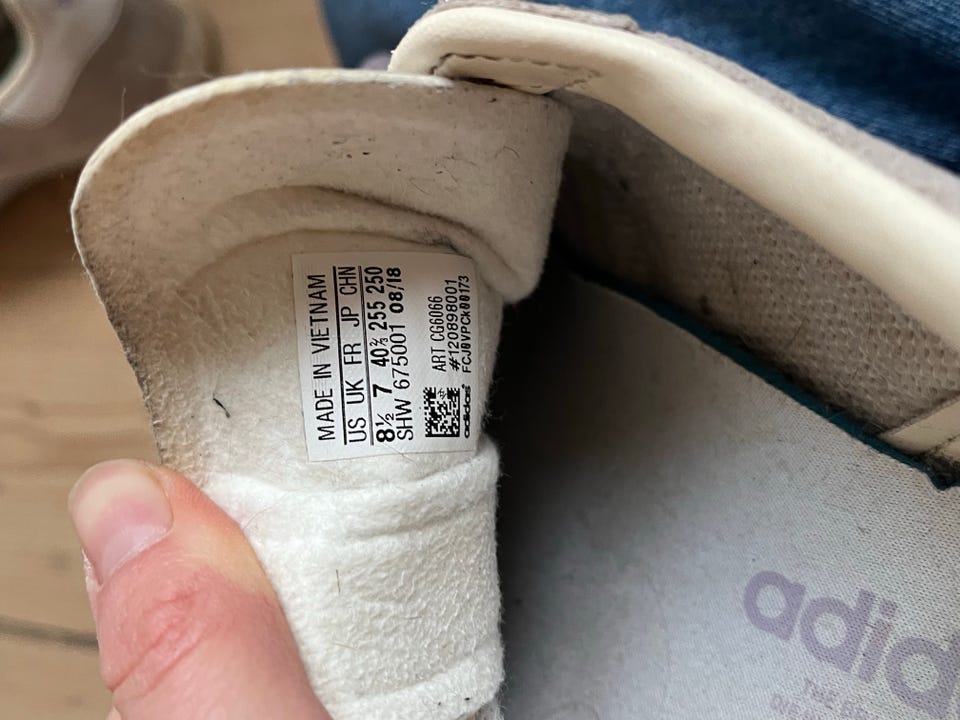 MADE IN VIETNAM
US UK FR JP CHN
8½ 7 40⅔ 255 250
SHW 675001 08/18
ART CG6066
#120898001
FCJ0VPCk00173
adidas
adid